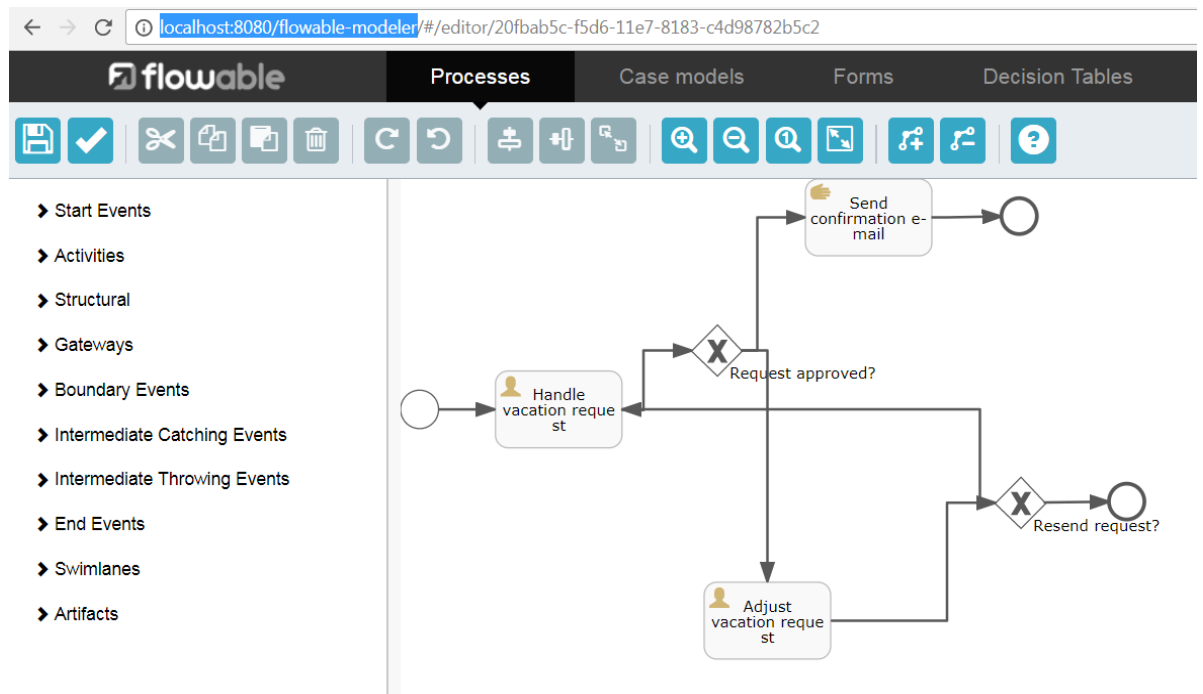 localhost:8080/flowable-modeler/#/editor/20fbab5c-f5d6-11e7-8183-c4d98782b5c2
flowable
Processes
Case models
Forms
Decision Tables
Start Events
Activities
Structural
Gateways
Boundary Events
Intermediate Catching Events
Intermediate Throwing Events
End Events
Swimlanes
Artifacts
Send
confirmation e-
mail
Request approved?
Handle
vacation reque
st
Resend request?
Adjust
vacation reque
st